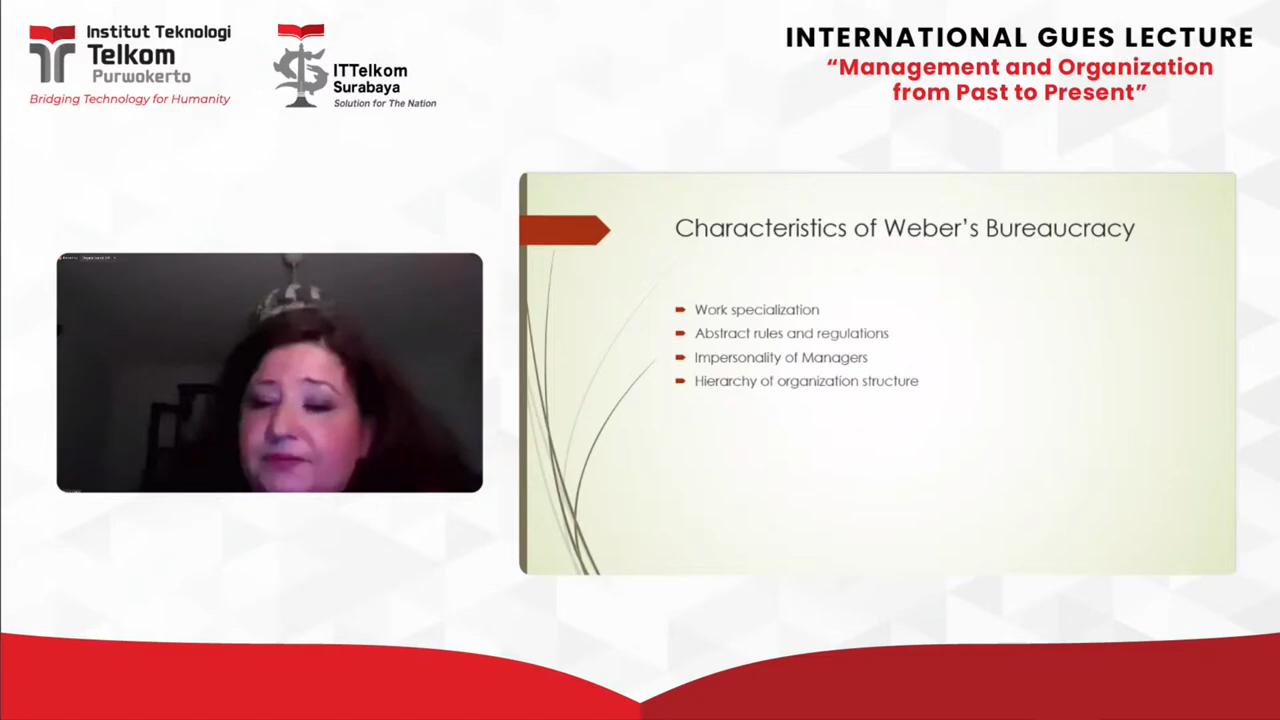 Institut Teknologi
Telkom
Purwokerto
Bridging Technology for Humanity
ITTelkom
Surabaya
Solution for The Nation
INTERNATIONAL GUES LECTURE
“Management and Organization
from Past to Present”
Characteristics of Weber’s Bureaucracy
Work specialization
Abstract rules and regulations
Impersonality of Managers
Hierarchy of organization structure